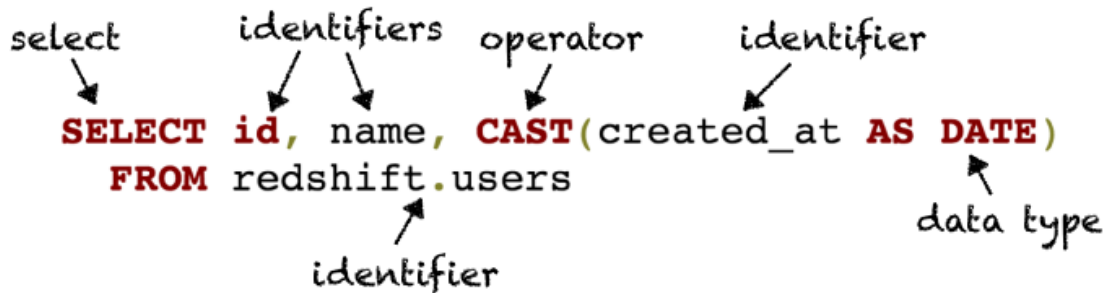 select identifiers operator identifier
SELECT id, name, CAST(created_at AS DATE)
FROM redshift.users
data type
identifier